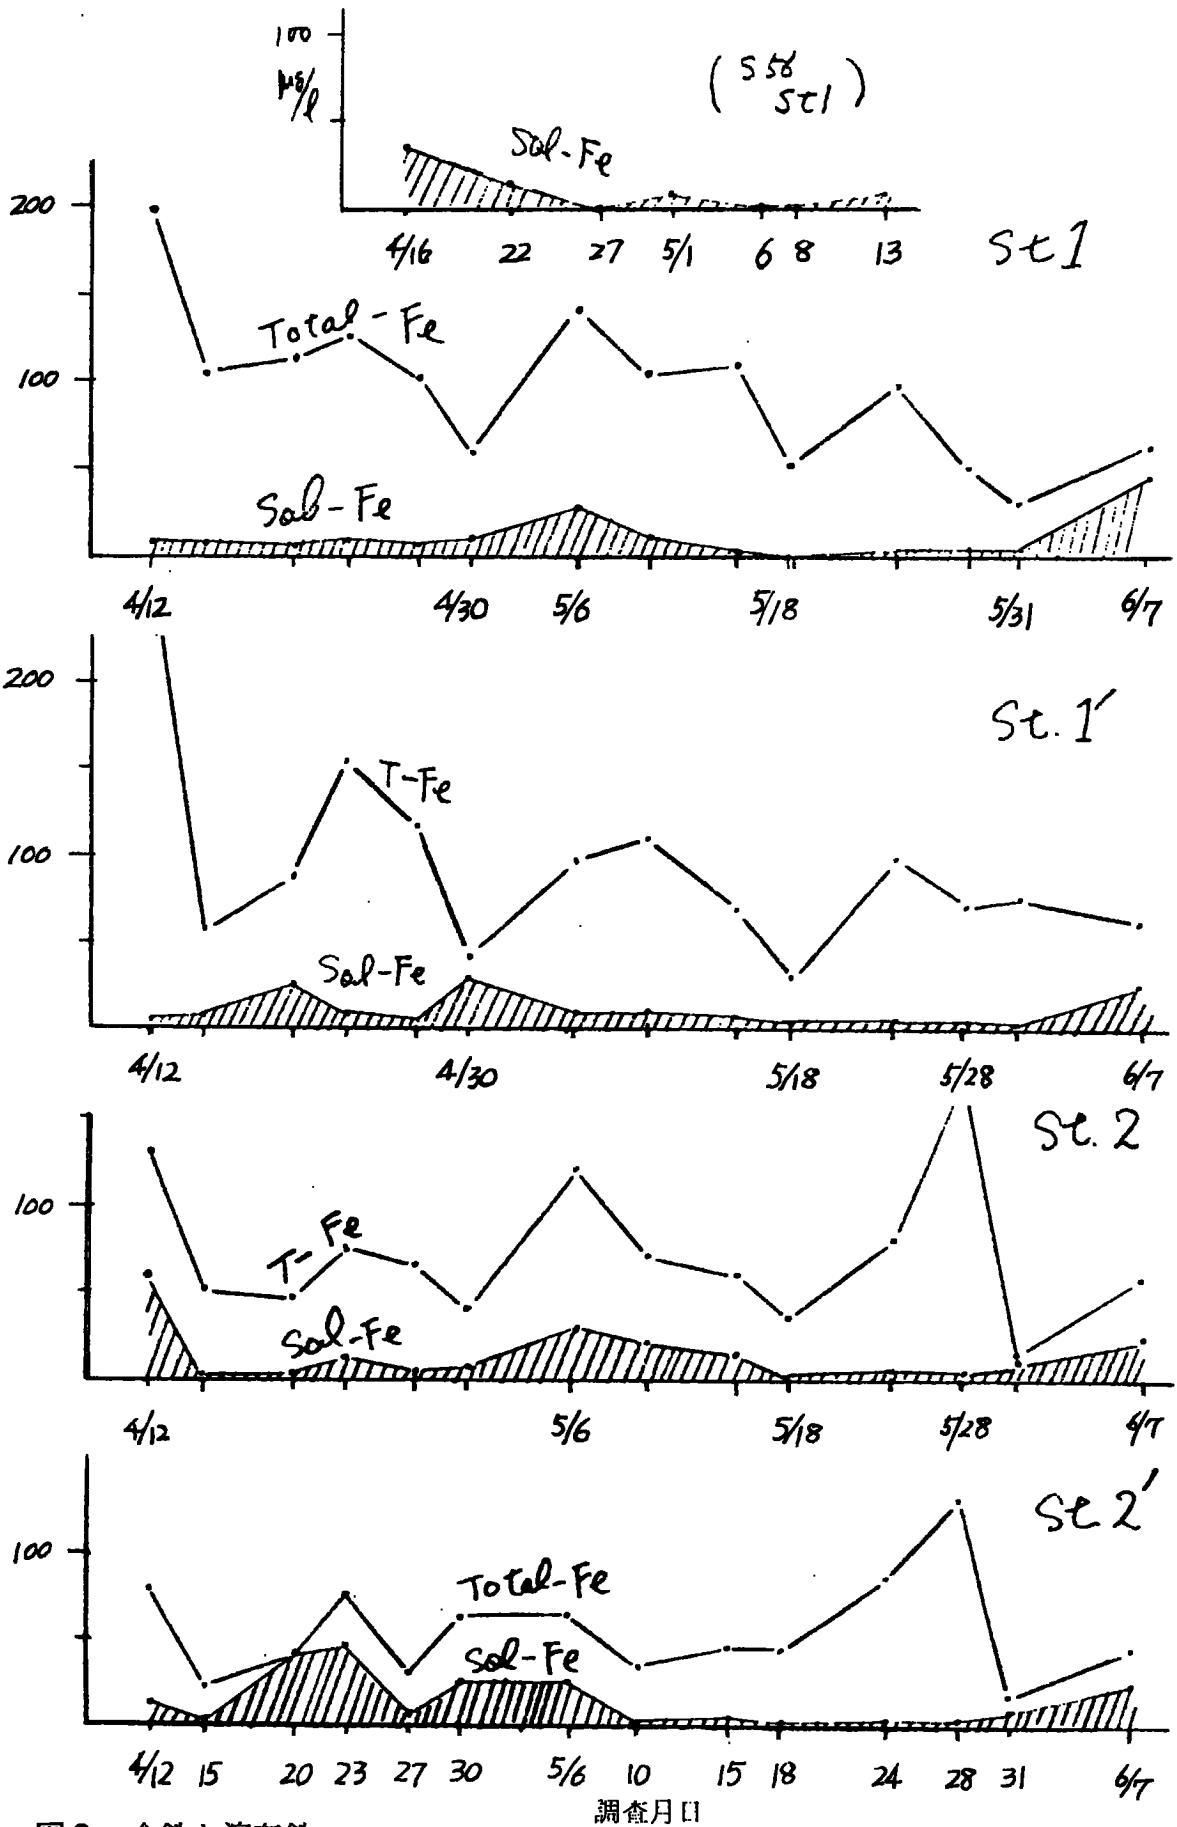 100
μg/l
(S58 St1)
Sol-Fe
4/16 22 27 5/1 6 8 13
St1
200
Total-Fe
100
Sol-Fe
4/12 4/30 5/6 5/18 5/31 6/7
200
St.1′
T-Fe
100
Sol-Fe
4/12 4/30 5/18 5/28 6/7
St.2
100
T-Fe
Sol-Fe
4/12 5/6 5/18 5/28 6/7
St2′
100
Total-Fe
Sol-Fe
4/12 15 20 23 27 30 5/6 10 15 18 24 28 31 6/7
調査月日